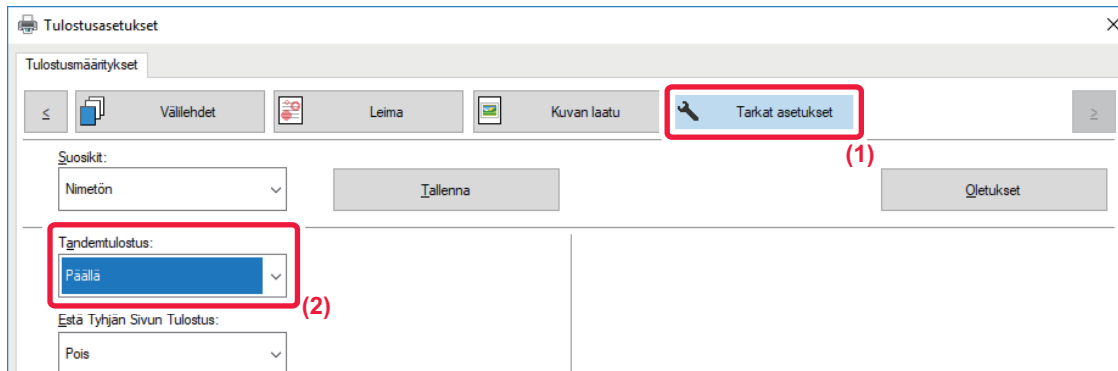 Tulostusasetukset
Tulostusmääritykset
< Välilehdet Leima Kuvan laatu Tarkat asetukset >
(1)
Suosikit:
Nimetön Tallenna Oletukset
Tandemtulostus:
Päällä
(2)
Estä Tyhjän Sivun Tulostus:
Pois